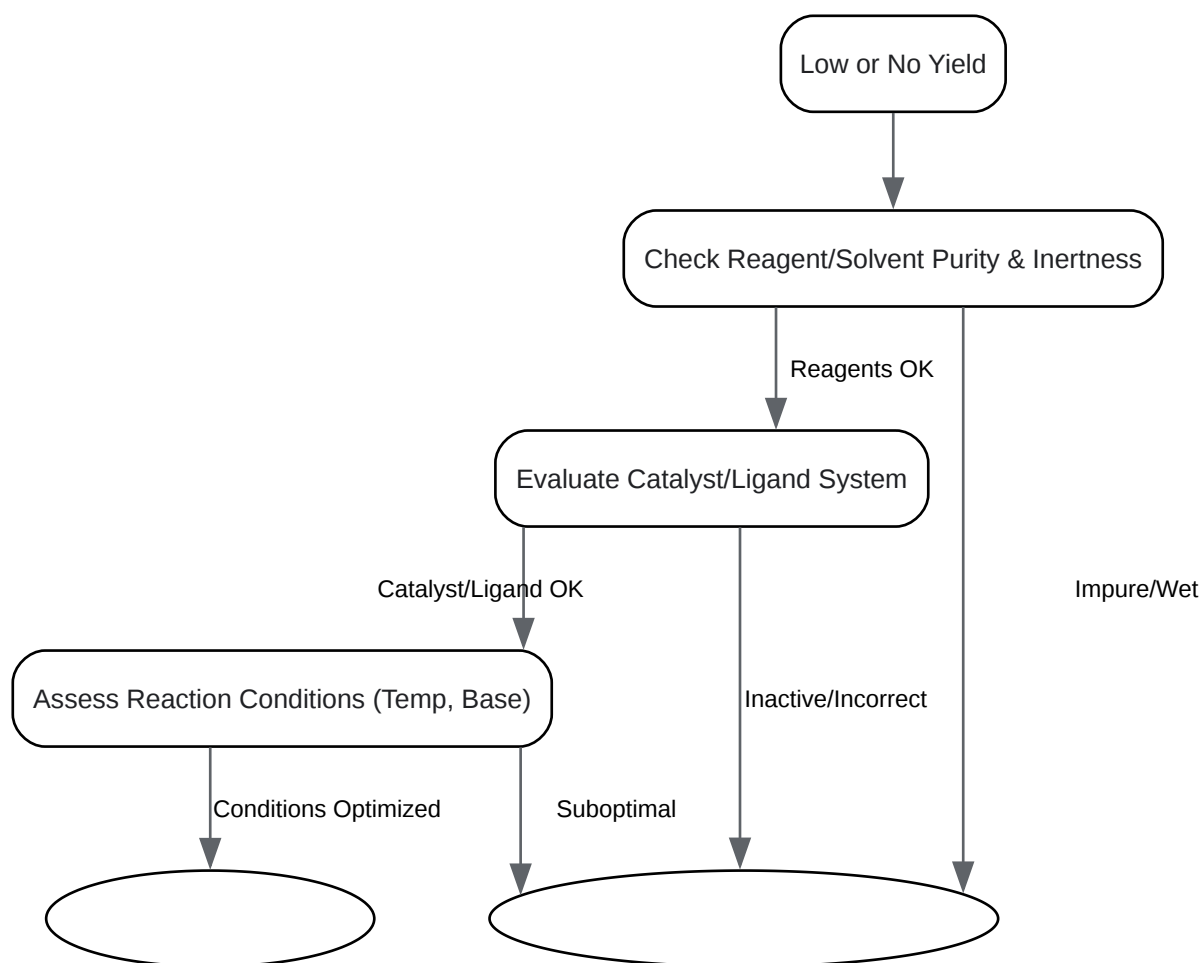 Low or No Yield
Check Reagent/Solvent Purity & Inertness
Reagents OK
Evaluate Catalyst/Ligand System
Catalyst/Ligand OK
Impure/Wet
Assess Reaction Conditions (Temp, Base)
Inactive/Incorrect
Conditions Optimized
Suboptimal